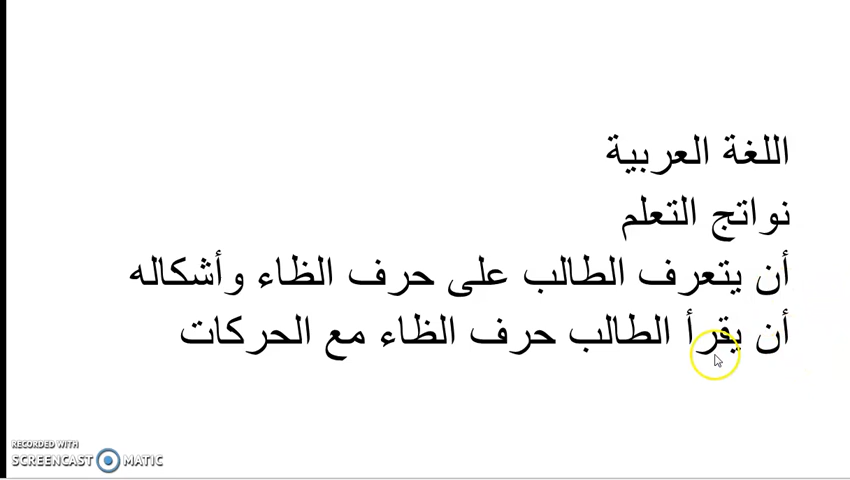 اللغة العربية
نواتج التعلم
أن يتعرف الطالب على حرف الظاء وأشكاله
أن يقرأ الطالب حرف الظاء مع الحركات
RECORDED WITH
SCREENCAST MATIC